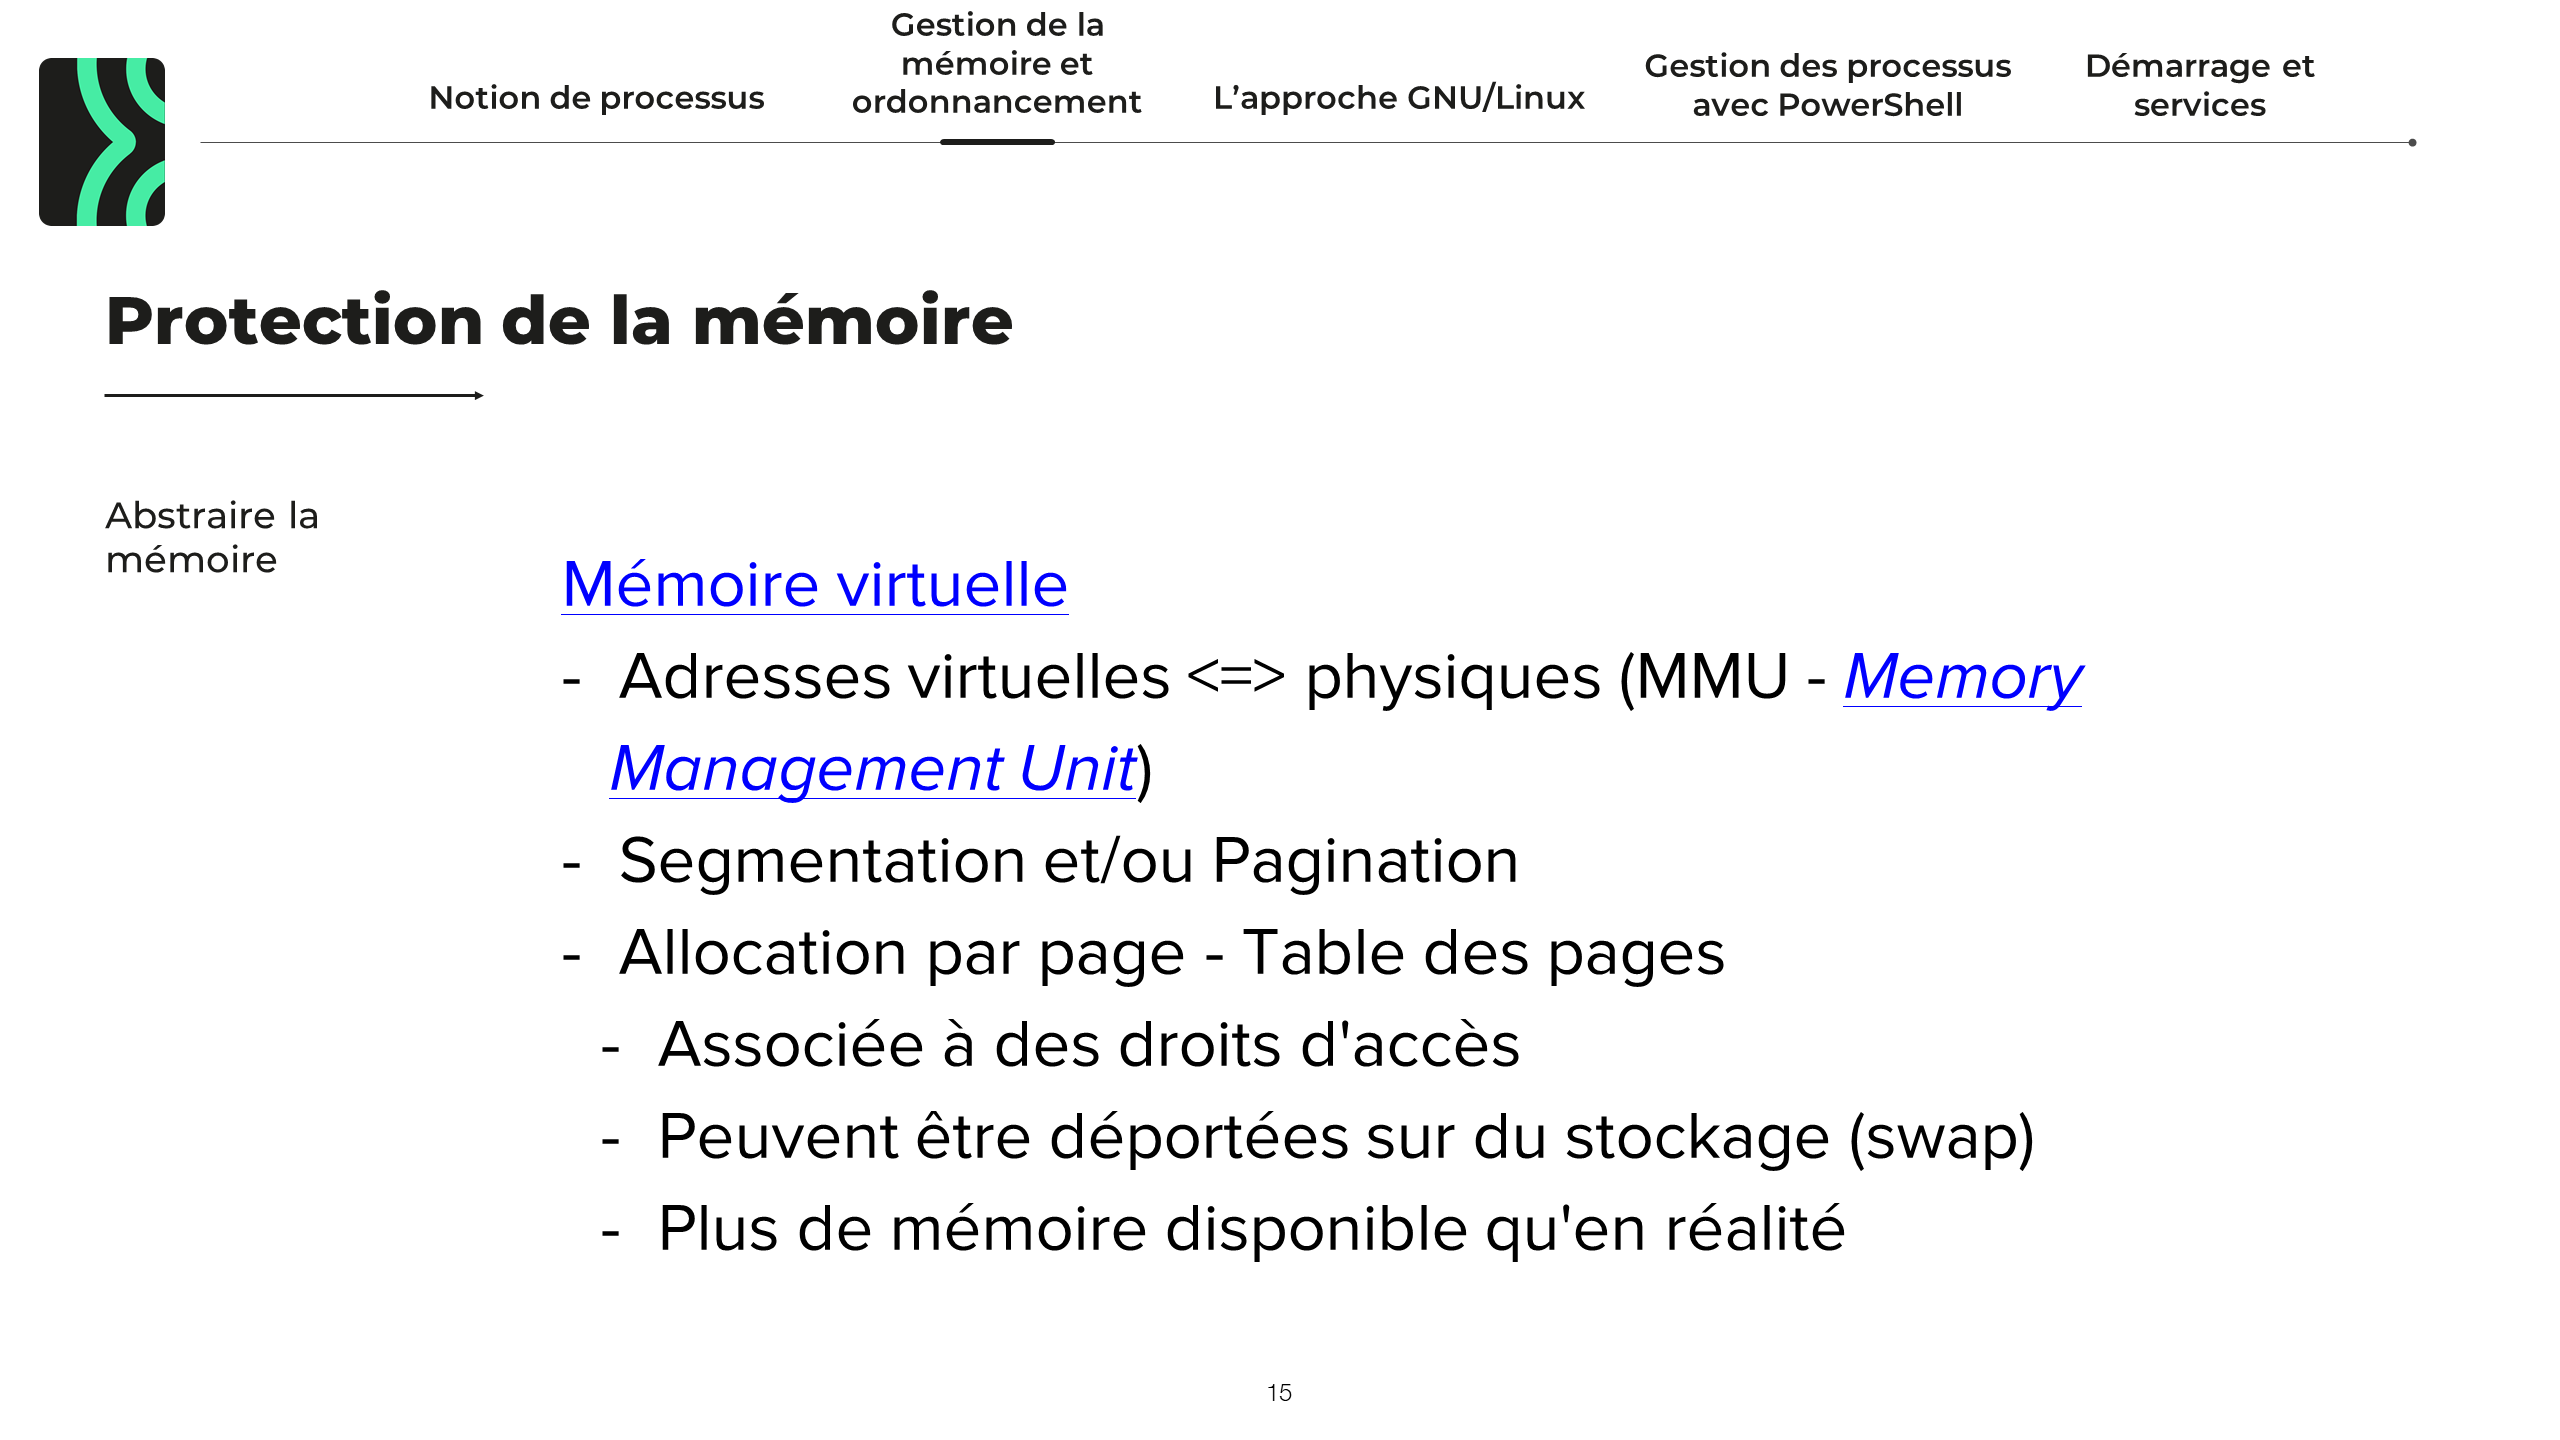 Gestion de la
mémoire et
ordonnancement
Notion de processus
L’approche GNU/Linux
Gestion des processus
avec PowerShell
Démarrage et
services
Protection de la mémoire
Abstraire la
mémoire
Mémoire virtuelle
- Adresses virtuelles <=> physiques (MMU - Memory
Management Unit)
- Segmentation et/ou Pagination
- Allocation par page - Table des pages
- Associée à des droits d'accès
- Peuvent être déportées sur du stockage (swap)
- Plus de mémoire disponible qu'en réalité
15